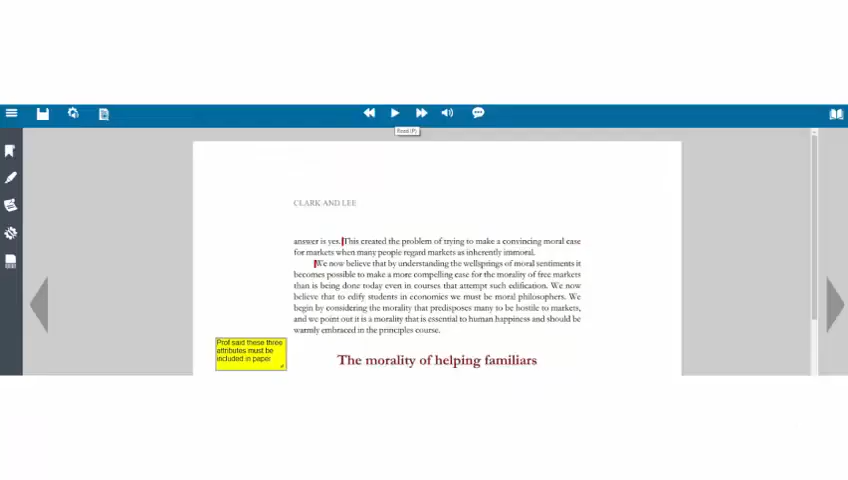 Read (P)
CLARK AND LEE
answer is yes. This created the problem of trying to make a convincing moral case
for markets when many people regard markets as inherently immoral.
We now believe that by understanding the wellsprings of moral sentiments it
becomes possible to make a more compelling case for the morality of free markets
than is being done today even in courses that attempt such edification. We now
believe that to edify students in economics we must be moral philosophers. We
begin by considering the morality that predisposes many to be hostile to markets,
and we point out it is a morality that is essential to human happiness and should be
warmly embraced in the principles course.
Prof said these three
attributes must be
included in paper
The morality of helping familiars